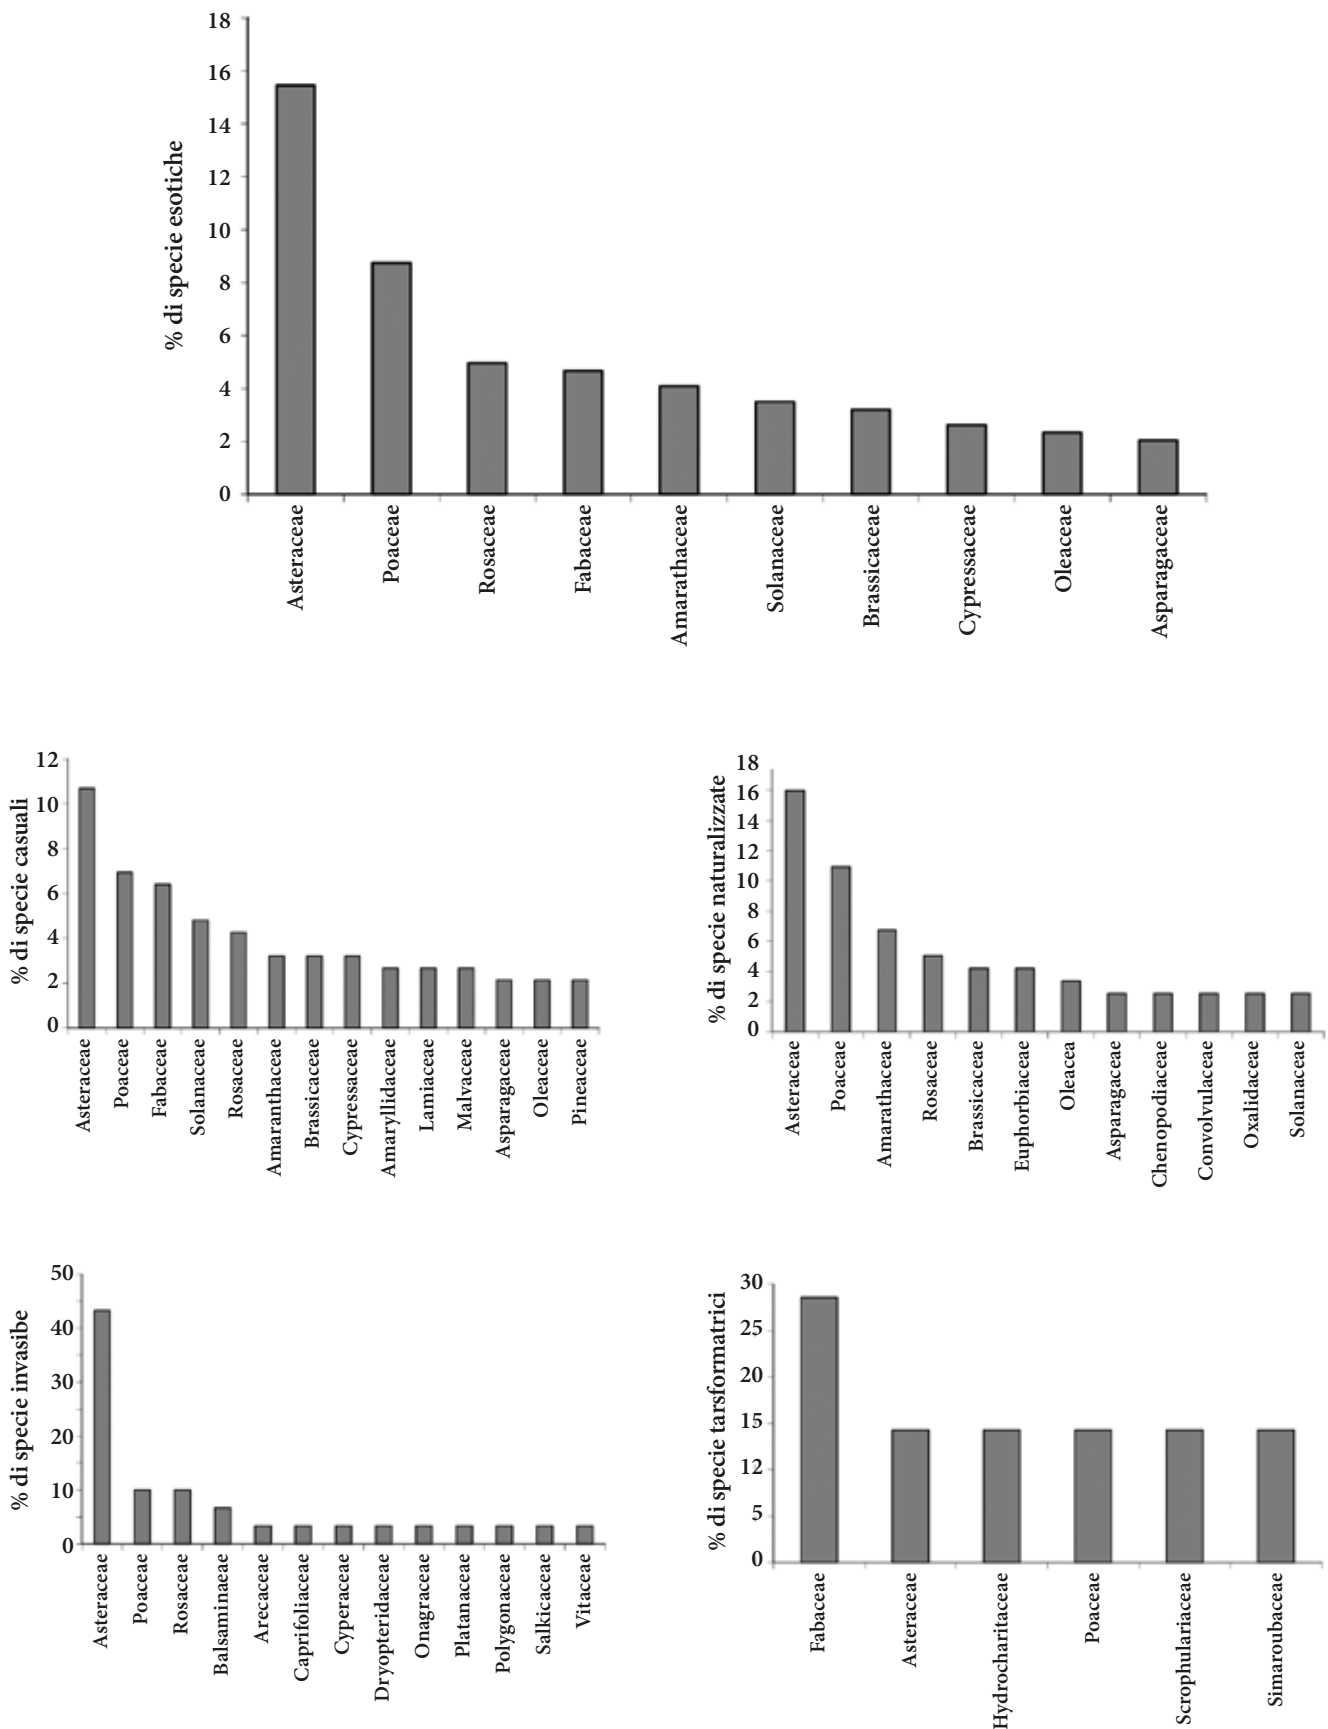 % di specie esotiche
18
16
14
12
10
8
6
4
2
0
Asteraceae
Poaceae
Rosaceae
Fabaceae
Amarathaceae
Solanaceae
Brassicaceae
Cypressaceae
Oleaceae
Asparagaceae
% di specie casuali
12
10
8
6
4
2
0
Asteraceae
Poaceae
Fabaceae
Solanaceae
Rosaceae
Amaranthaceae
Brassicaceae
Cypressaceae
Amaryllidaceae
Lamiaceae
Malvaceae
Asparagaceae
Oleaceae
Pineaceae
% di specie naturalizzate
18
16
14
12
10
8
6
4
2
0
Asteraceae
Poaceae
Amarathaceae
Rosaceae
Brassicaceae
Euphorbiaceae
Oleacea
Asparagaceae
Chenopodiaceae
Convolvulaceae
Oxalidaceae
Solanaceae
% di specie invasibe
50
40
30
20
10
0
Asteraceae
Poaceae
Rosaceae
Balsaminaeae
Arecaceae
Caprifoliaceae
Cyperaceae
Dryopteridaceae
Onagraceae
Platanaceae
Polygonaceae
Salkicaceae
Vitaceae
% di specie tarsformatrici
30
25
20
15
12
5
0
Fabaceae
Asteraceae
Hydrocharitaceae
Poaceae
Scrophulariaceae
Simaroubaceae